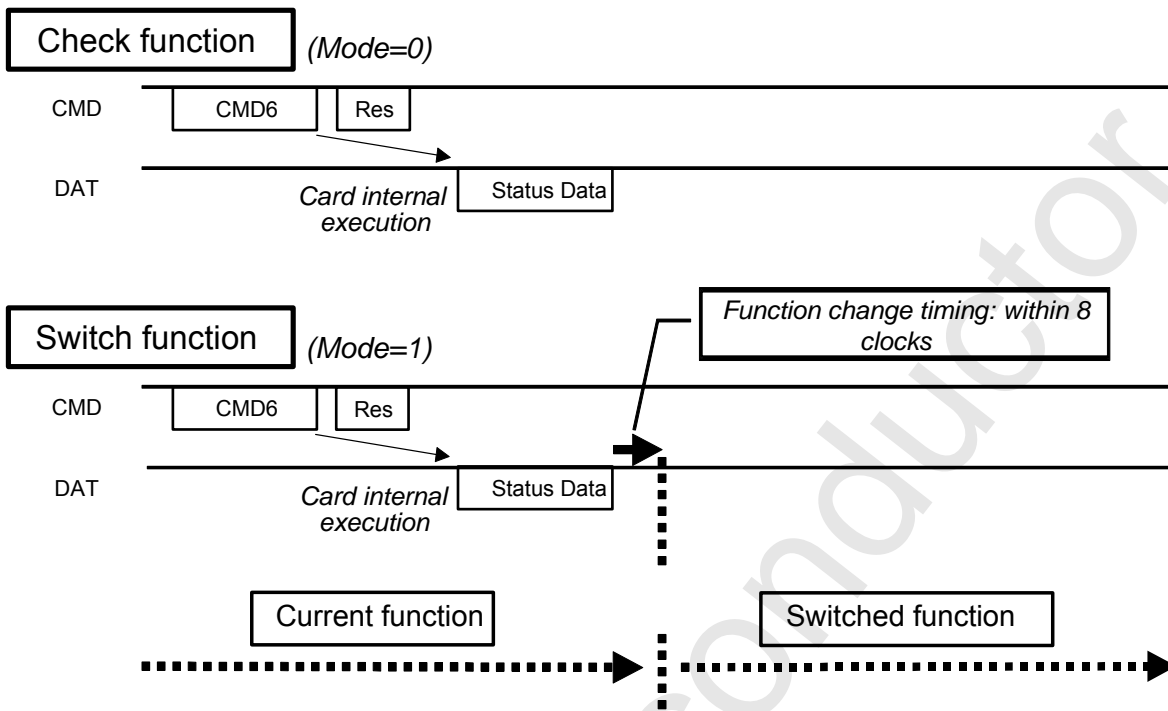 Check function
(Mode=0)
CMD
CMD6
Res
DAT
Status Data
Card internal
execution
Function change timing: within 8
clocks
Switch function
(Mode=1)
CMD
CMD6
Res
DAT
Status Data
Card internal
execution
Current function
Switched function
conductor